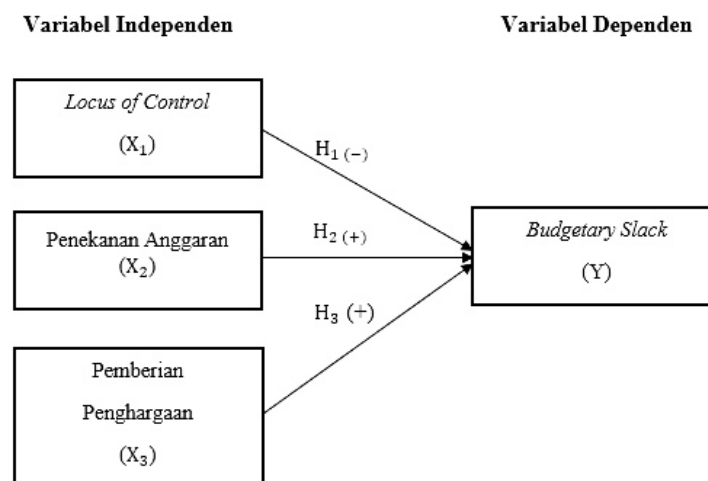 Variabel Independen
Variabel Dependen
Locus of Control
(X₁)
H₁ (−)
Penekanan Anggaran
(X₂)
H₂ (+)
Budgetary Slack
(Y)
H₃ (+)
Pemberian
Penghargaan
(X₃)